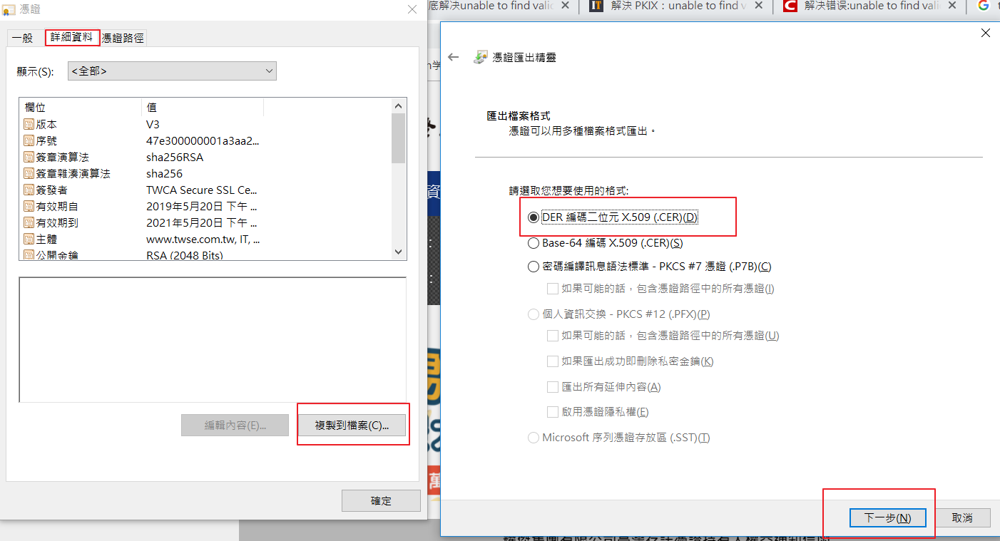 憑證
一般 詳細資料 憑證路徑
顯示(S): <全部>
欄位 值
版本 V3
序號 47e300000001a3aa2...
簽章演算法 sha256RSA
簽章雜湊演算法 sha256
簽發者 TWCA Secure SSL Ce...
有效期自 2019年5月20日 下午 ...
有效期到 2021年5月20日 下午 ...
主體 www.twse.com.tw, IT, ...
公開金鑰 RSA (2048 Bits)
編輯內容(E)...
複製到檔案(C)...
確定
底解决unable to find valid
IT 解決 PKIX：unable to find v
C 解决错误:unable to find valid
G t
n学
資
:
:
萬
憑證匯出精靈
匯出檔案格式
憑證可以用多種檔案格式匯出。
請選取您想要使用的格式:
DER 編碼二位元 X.509 (.CER)(D)
Base-64 編碼 X.509 (.CER)(S)
密碼編譯訊息語法標準 - PKCS #7 憑證 (.P7B)(C)
如果可能的話，包含憑證路徑中的所有憑證(I)
個人資訊交換 - PKCS #12 (.PFX)(P)
如果可能的話，包含憑證路徑中的所有憑證(U)
如果匯出成功即刪除私密金鑰(K)
匯出所有延伸內容(A)
啟用憑證隱私權(E)
Microsoft 序列憑證存放區 (.SST)(T)
下一步(N)
取消